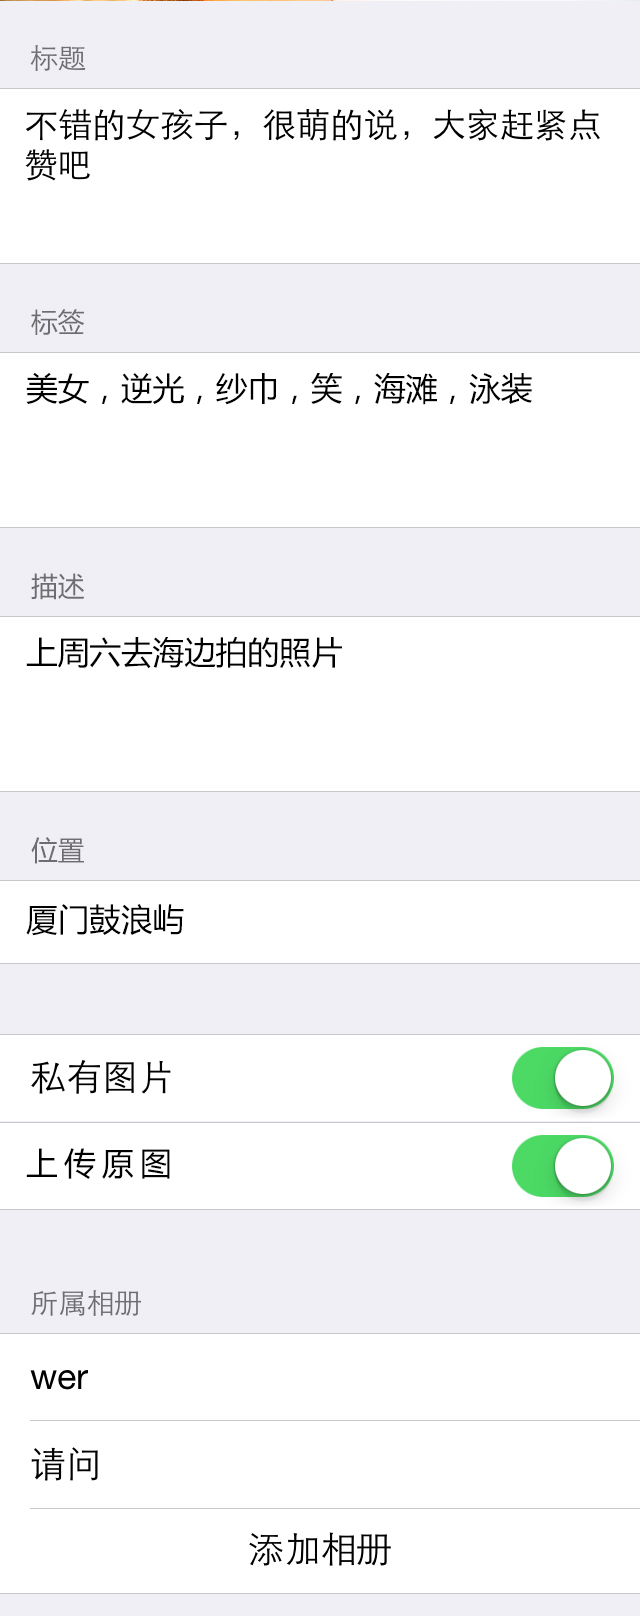 标题
不错的女孩子，很萌的说，大家赶紧点
赞吧
标签
美女，逆光，纱巾，笑，海滩，泳装
描述
上周六去海边拍的照片
位置
厦门鼓浪屿
私有图片
上传原图
所属相册
wer
请问
添加相册